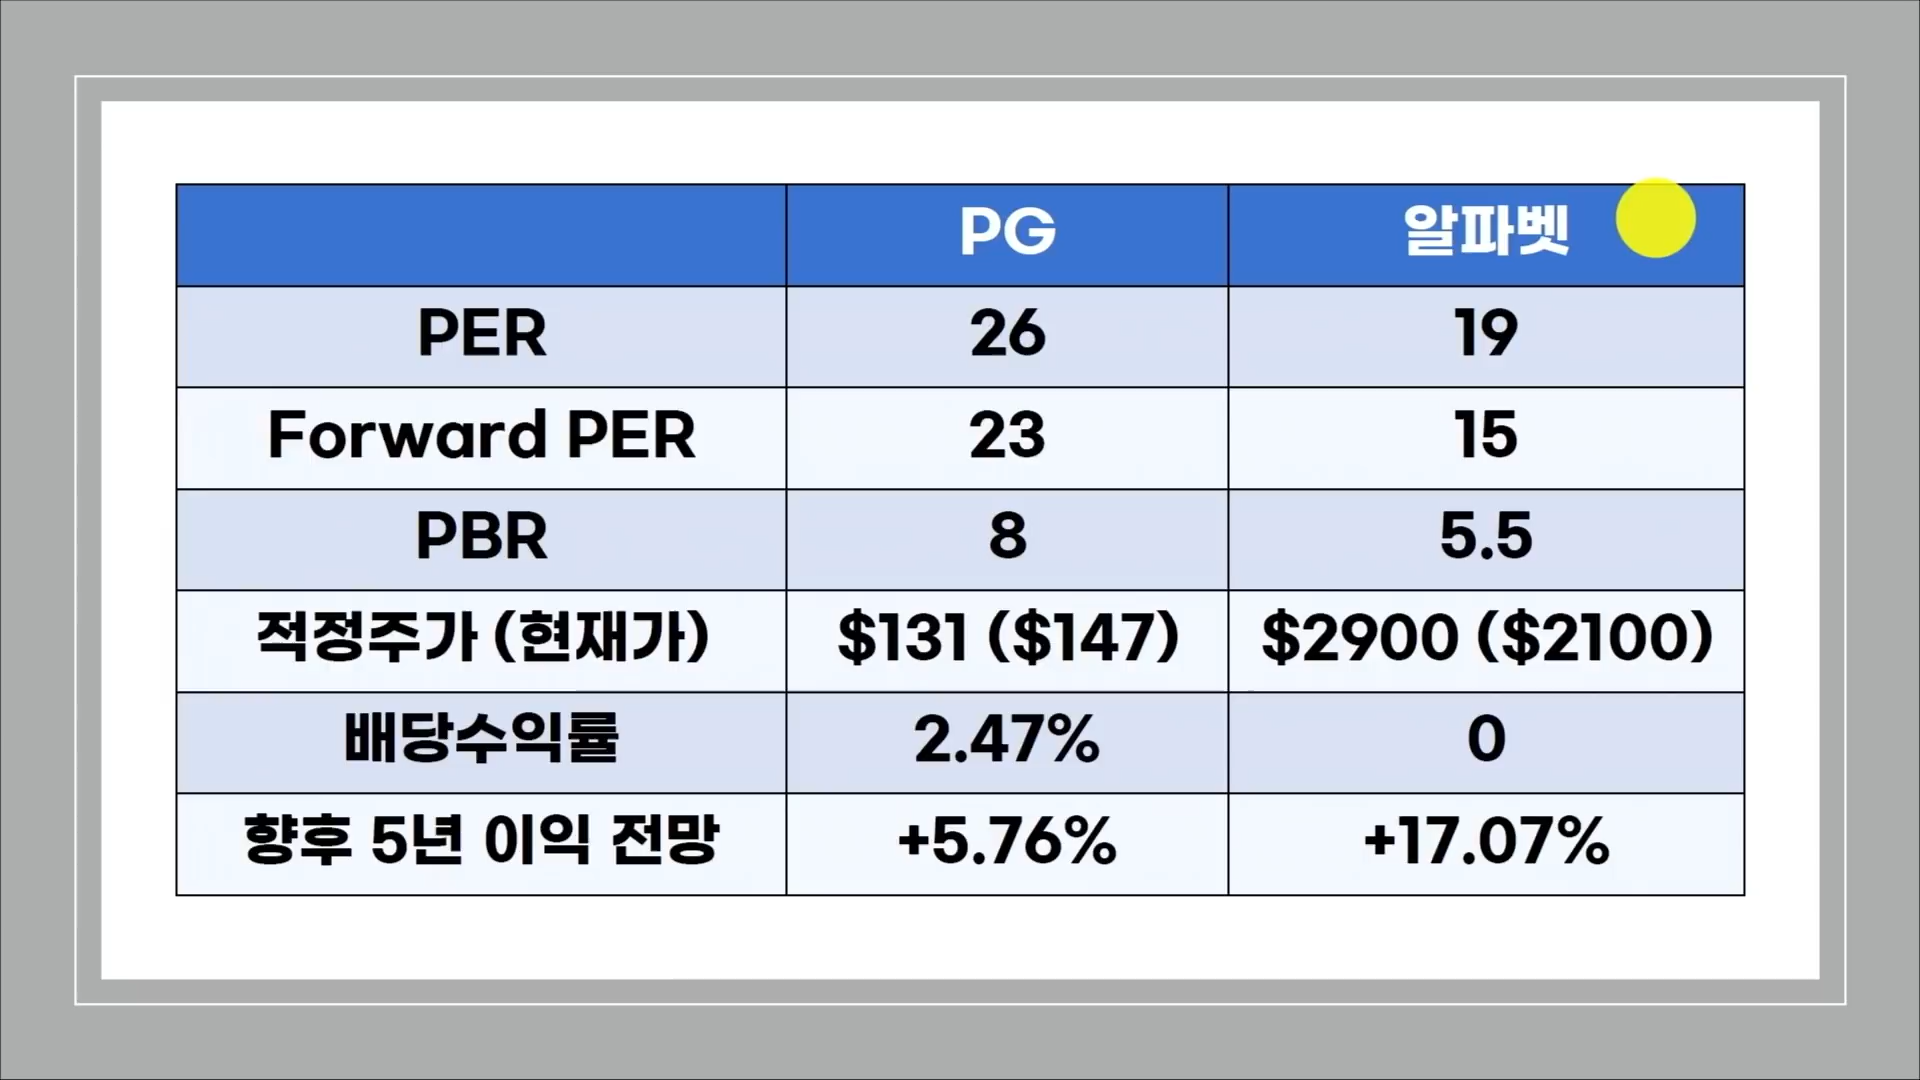 PG 알파벳
PER 26 19
Forward PER 23 15
PBR 8 5.5
적정주가 (현재가) $131 ($147) $2900 ($2100)
배당수익률 2.47% 0
향후 5년 이익 전망 +5.76% +17.07%